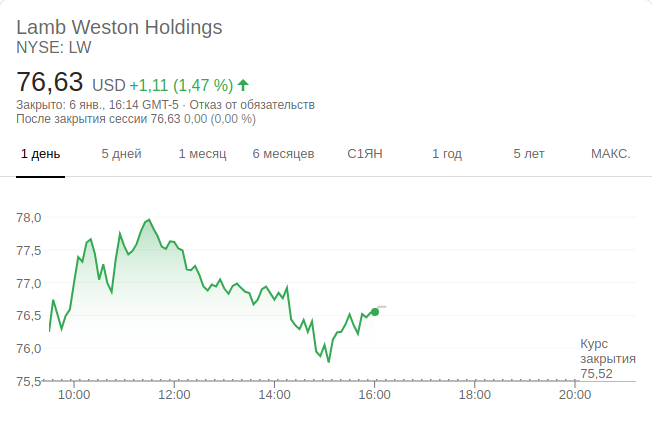 Lamb Weston Holdings
NYSE: LW
76,63 USD +1,11 (1,47 %)
Закрыто: 6 янв., 16:14 GMT-5 · Отказ от обязательств
После закрытия сессии 76,63 0,00 (0,00 %)
1 день 5 дней 1 месяц 6 месяцев С1ЯН 1 год 5 лет МАКС.
78,0
77,5
77,0
76,5
76,0
75,5
Курс
закрытия
75,52
10:00 12:00 14:00 16:00 18:00 20:00